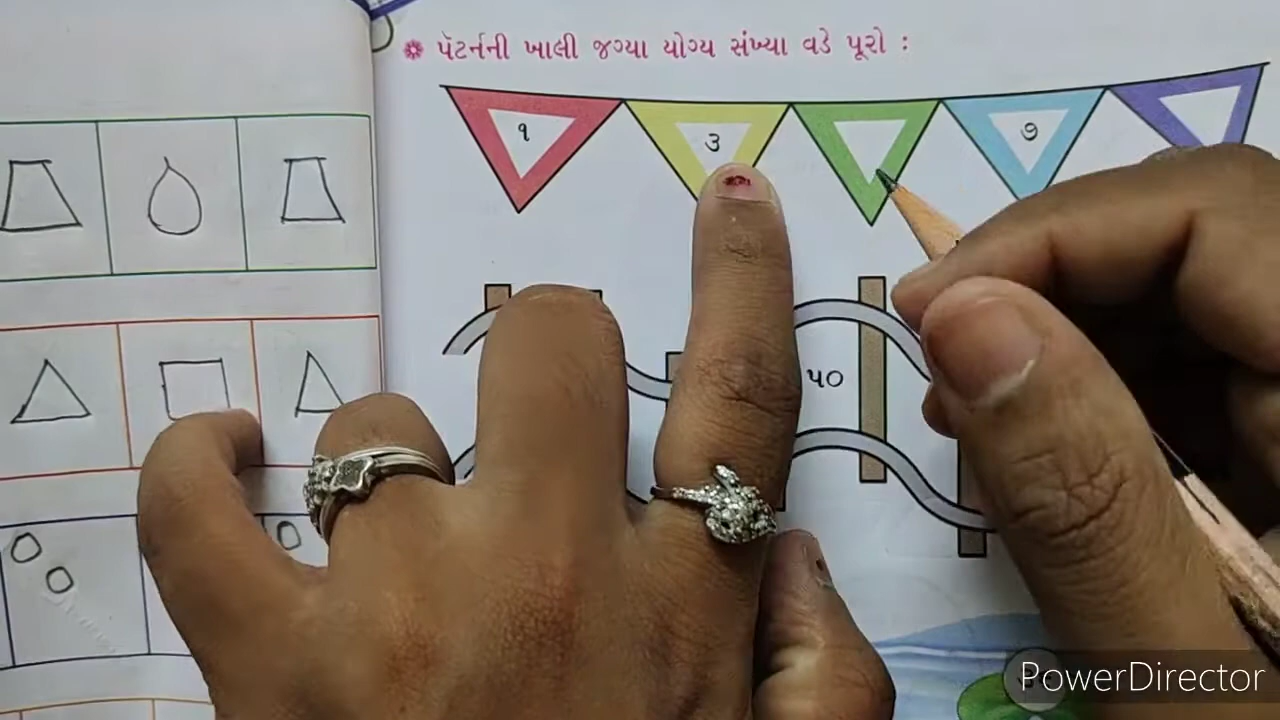 પૅટર્નની ખાલી જગ્યા યોગ્ય સંખ્યા વડે પૂરો :
૧ ૩ ૭
૫૦
PowerDirector